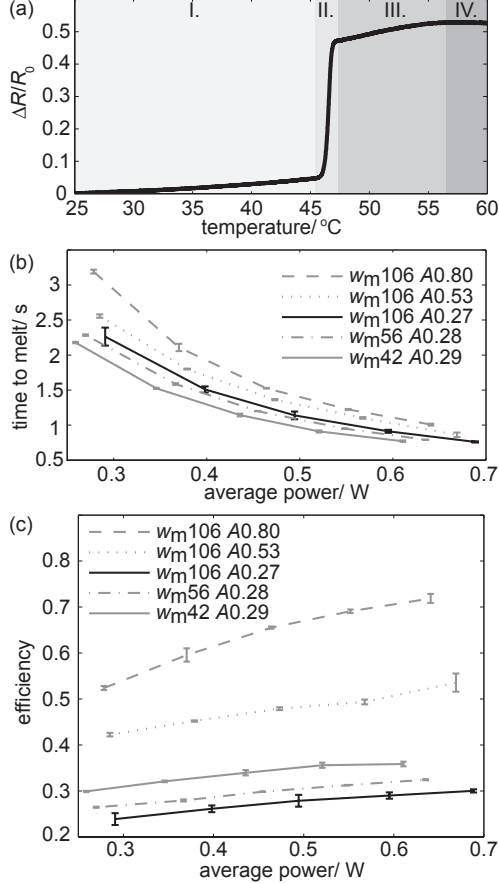 (a)
I. II. III. IV.
ΔR/R0
0.5
0.4
0.3
0.2
0.1
0
25 30 35 40 45 50 55 60
temperature/ °C
(b)
time to melt/ s
3
2.5
2
1.5
1
0.5
wm106 A0.80
wm106 A0.53
wm106 A0.27
wm56 A0.28
wm42 A0.29
0.3 0.4 0.5 0.6 0.7
average power/ W
(c)
efficiency
wm106 A0.80
wm106 A0.53
wm106 A0.27
wm56 A0.28
wm42 A0.29
0.8
0.7
0.6
0.5
0.4
0.3
0.2
0.3 0.4 0.5 0.6 0.7
average power/ W